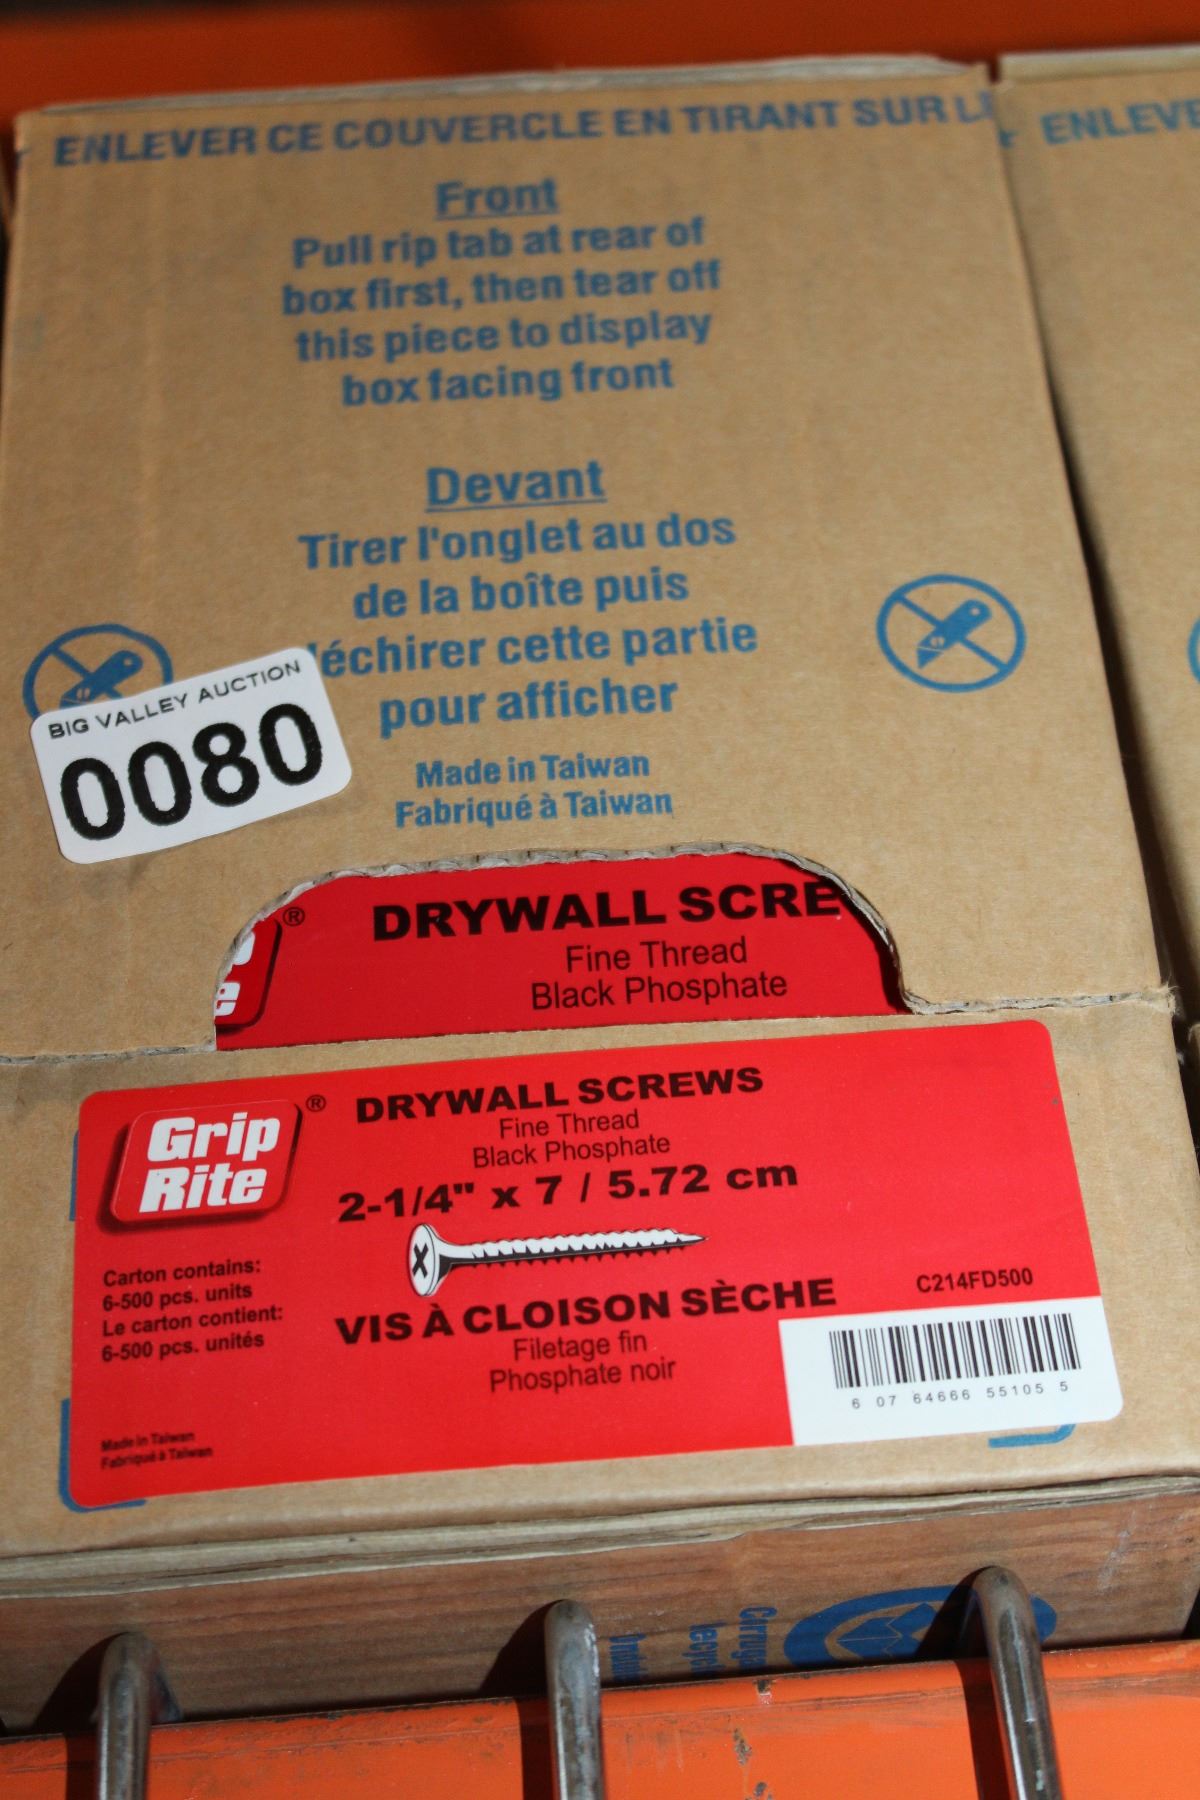 ENLEVER CE COUVERCLE EN TIRANT SUR
ENLEV
Front
Pull rip tab at rear of
box first, then tear off
this piece to display
box facing front
Devant
Tirer l'onglet au dos
de la boîte puis
échirer cette partie
pour afficher
Made in Taiwan
Fabriqué à Taiwan
BIG VALLEY AUCTION
0080
®
DRYWALL SCRE
Fine Thread
Black Phosphate
Grip
Rite
®
DRYWALL SCREWS
Fine Thread
Black Phosphate
2-1/4" x 7 / 5.72 cm
Carton contains:
6-500 pcs. units
Le carton contient:
6-500 pcs. unités
VIS À CLOISON SÈCHE
Filetage fin
Phosphate noir
C214FD500
6 07 64666 55105 5
Made in Taiwan
Fabriqué à Taiwan